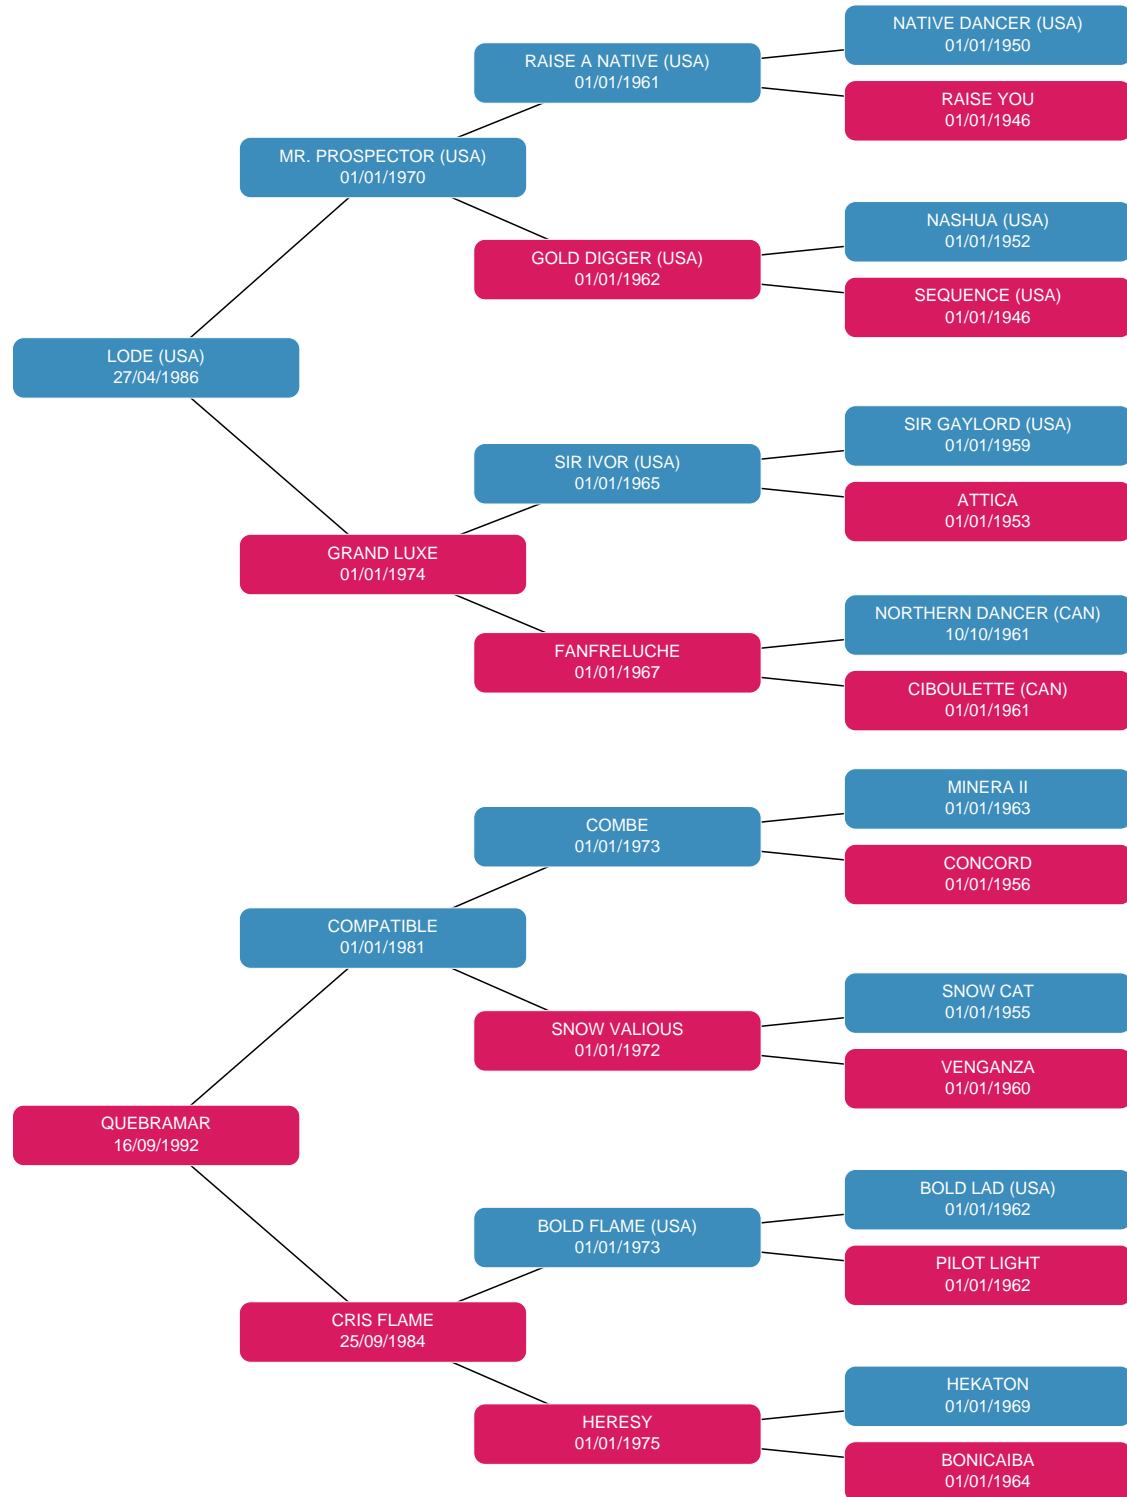 NATIVE DANCER (USA)
01/01/1950
RAISE A NATIVE (USA)
01/01/1961
RAISE YOU
01/01/1946
MR. PROSPECTOR (USA)
01/01/1970
NASHUA (USA)
01/01/1952
GOLD DIGGER (USA)
01/01/1962
SEQUENCE (USA)
01/01/1946
LODE (USA)
27/04/1986
SIR GAYLORD (USA)
01/01/1959
SIR IVOR (USA)
01/01/1965
ATTICA
01/01/1953
GRAND LUXE
01/01/1974
NORTHERN DANCER (CAN)
10/10/1961
FANFRELUCHE
01/01/1967
CIBOULETTE (CAN)
01/01/1961
MINERA II
01/01/1963
COMBE
01/01/1973
CONCORD
01/01/1956
COMPATIBLE
01/01/1981
SNOW CAT
01/01/1955
SNOW VALIOUS
01/01/1972
VENGANZA
01/01/1960
QUEBRAMAR
16/09/1992
BOLD LAD (USA)
01/01/1962
BOLD FLAME (USA)
01/01/1973
PILOT LIGHT
01/01/1962
CRIS FLAME
25/09/1984
HEKATON
01/01/1969
HERESY
01/01/1975
BONICAIBA
01/01/1964